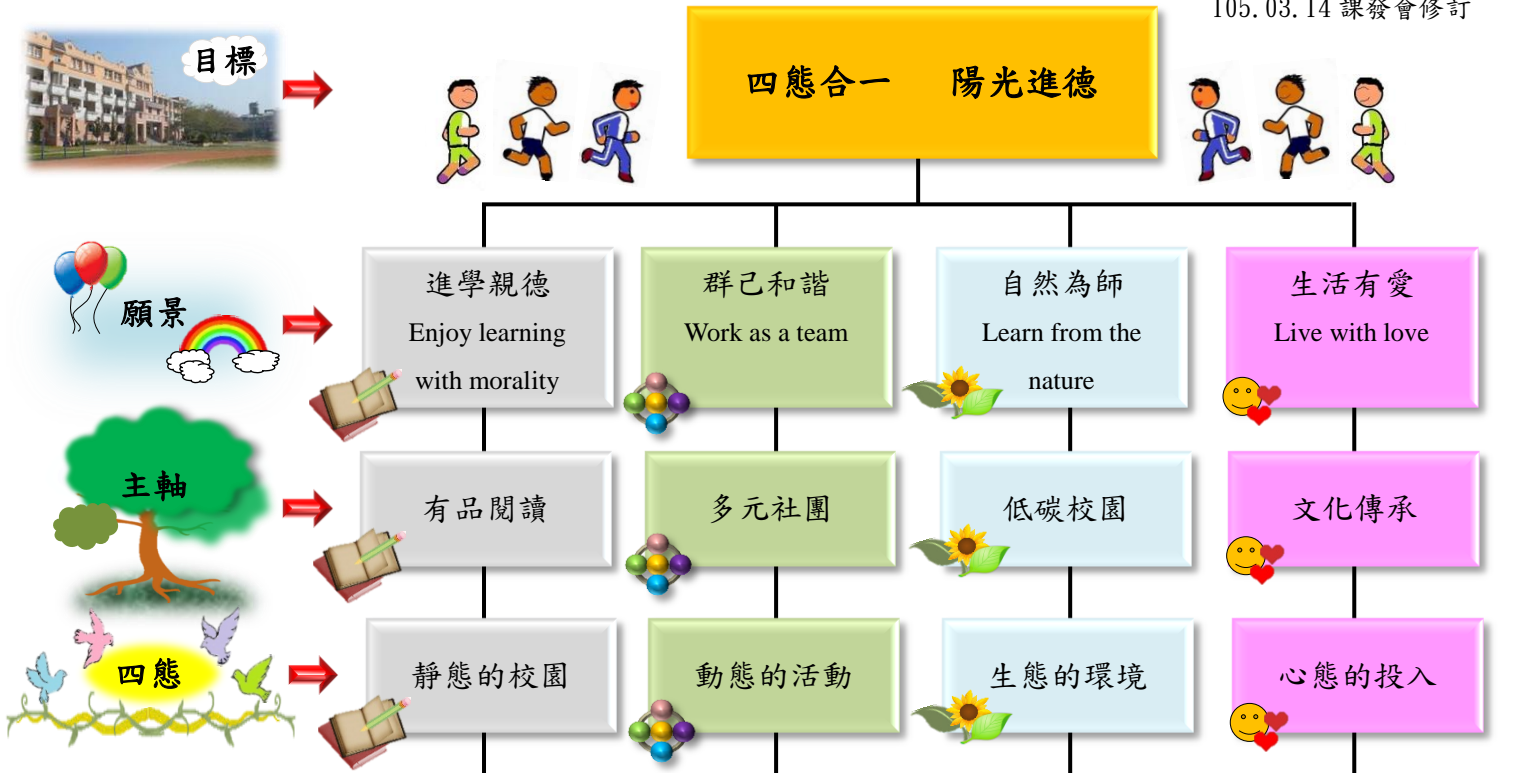 105.03.14課發會修訂
目標
四態合一 陽光進德
願景
進學親德
Enjoy learning
with morality
群己和諧
Work as a team
自然為師
Learn from the
nature
生活有愛
Live with love
主軸
有品閱讀
多元社團
低碳校園
文化傳承
四態
靜態的校園
動態的活動
生態的環境
心態的投入